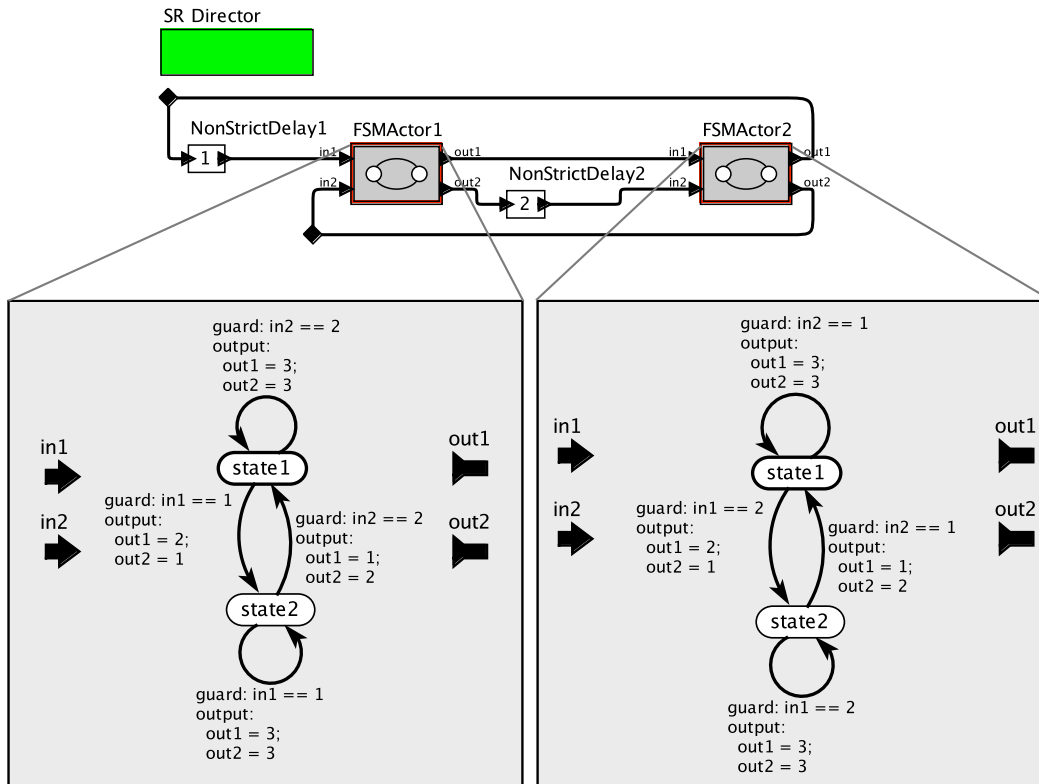 SR Director
NonStrictDelay1
1
FSMActor1
in1
in2
out1
out2
NonStrictDelay2
2
FSMActor2
in1
in2
out1
out2
guard: in2 == 2
output:
out1 = 3;
out2 = 3
in1
in2
state1
out1
out2
guard: in1 == 1
output:
out1 = 2;
out2 = 1
guard: in2 == 2
output:
out1 = 1;
out2 = 2
state2
guard: in1 == 1
output:
out1 = 3;
out2 = 3
guard: in2 == 1
output:
out1 = 3;
out2 = 3
in1
in2
state1
out1
out2
guard: in1 == 2
output:
out1 = 2;
out2 = 1
guard: in2 == 1
output:
out1 = 1;
out2 = 2
state2
guard: in1 == 2
output:
out1 = 3;
out2 = 3